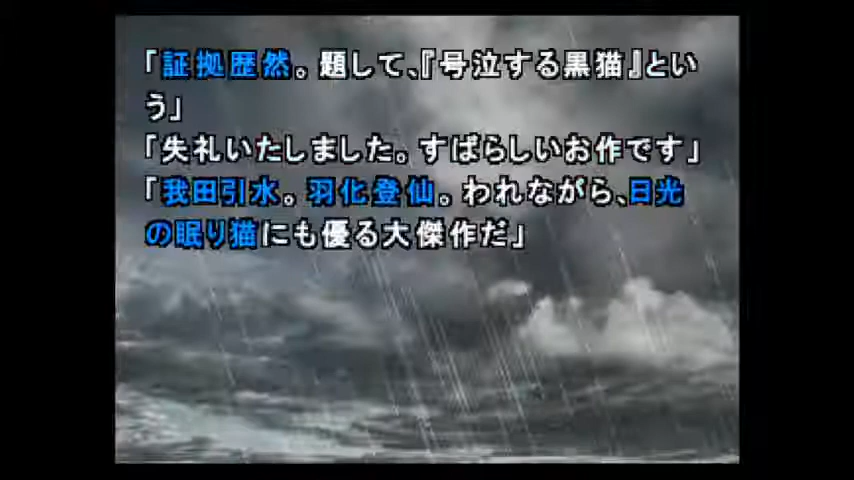 「証拠歴然。題して、『号泣する黒猫』とい
う」
「失礼いたしました。すばらしいお作です」
「我田引水。羽化登仙。われながら、日光
の眠り猫にも優る大傑作だ」